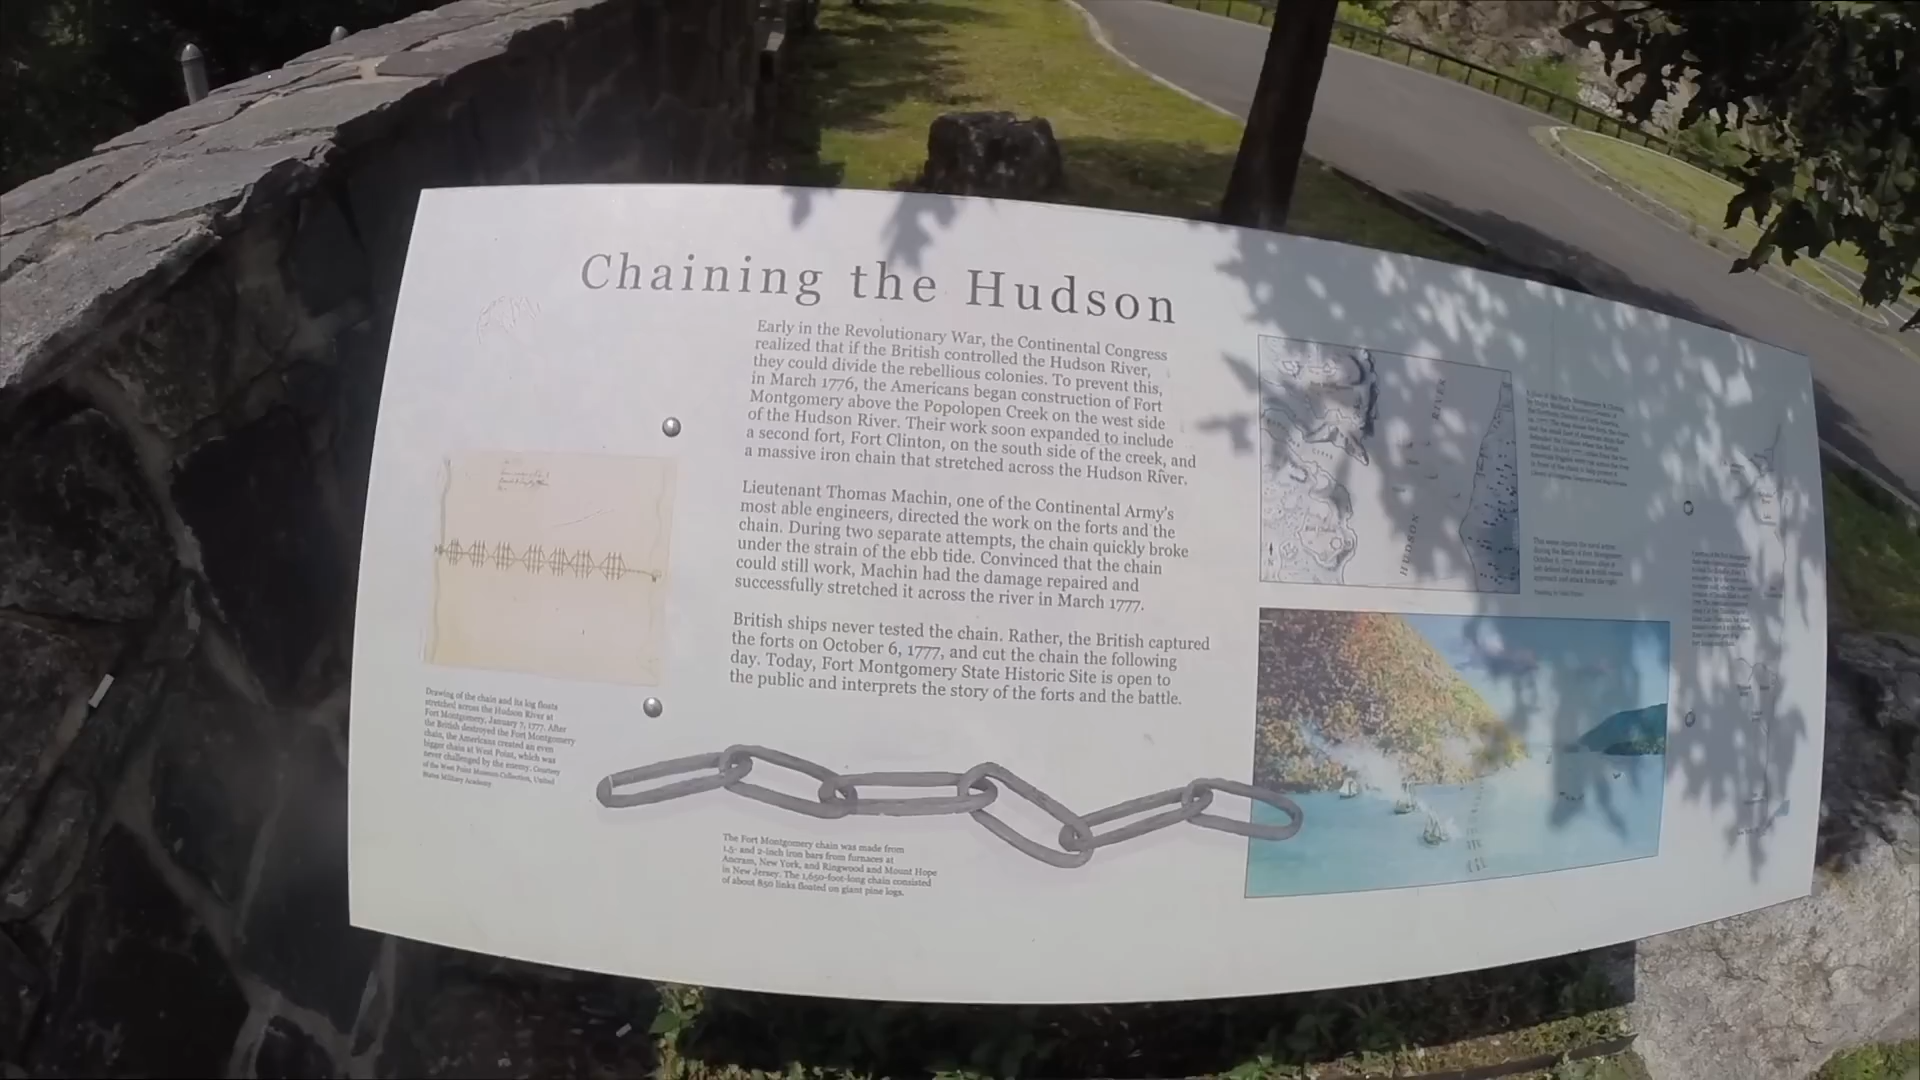 Chaining the Hudson
Early in the Revolutionary War, the Continental Congress
realized that if the British controlled the Hudson River,
they could divide the rebellious colonies. To prevent this,
in March 1776, the Americans began construction of Fort
Montgomery above the Popolopen Creek on the west side
of the Hudson River. Their work soon expanded to include
a second fort, Fort Clinton, on the south side of the creek, and
a massive iron chain that stretched across the Hudson River.
Lieutenant Thomas Machin, one of the Continental Army's
most able engineers, directed the work on the forts and the
chain. During two separate attempts, the chain quickly broke
under the strain of the ebb tide. Convinced that the chain
could still work, Machin had the damage repaired and
successfully stretched it across the river in March 1777.
British ships never tested the chain. Rather, the British captured
the forts on October 6, 1777, and cut the chain the following
day. Today, Fort Montgomery State Historic Site is open to
the public and interprets the story of the forts and the battle.
Drawing of the chain and its log floats
stretched across the Hudson River at
Fort Montgomery, January 7, 1777. After
the British destroyed the Fort Montgomery
chain, the Americans created an even
bigger chain at West Point, which was
never challenged by the enemy. Courtesy
of the West Point Museum Collection, United
States Military Academy
The Fort Montgomery chain was made from
1.5- and 2-inch iron bars from furnaces at
Ancram, New York, and Ringwood and Mount Hope
in New Jersey. The 1,650-foot-long chain consisted
of about 850 links floated on giant pine logs.
HUDSON RIVER